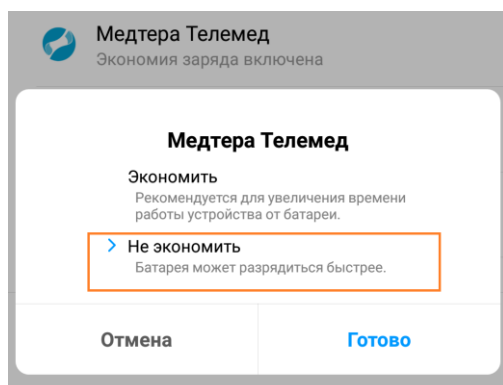 Медтера Телемед
Экономия заряда включена
Медтера Телемед
Экономить
Рекомендуется для увеличения времени
работы устройства от батареи.
Не экономить
Батарея может разрядиться быстрее.
Отмена
Готово